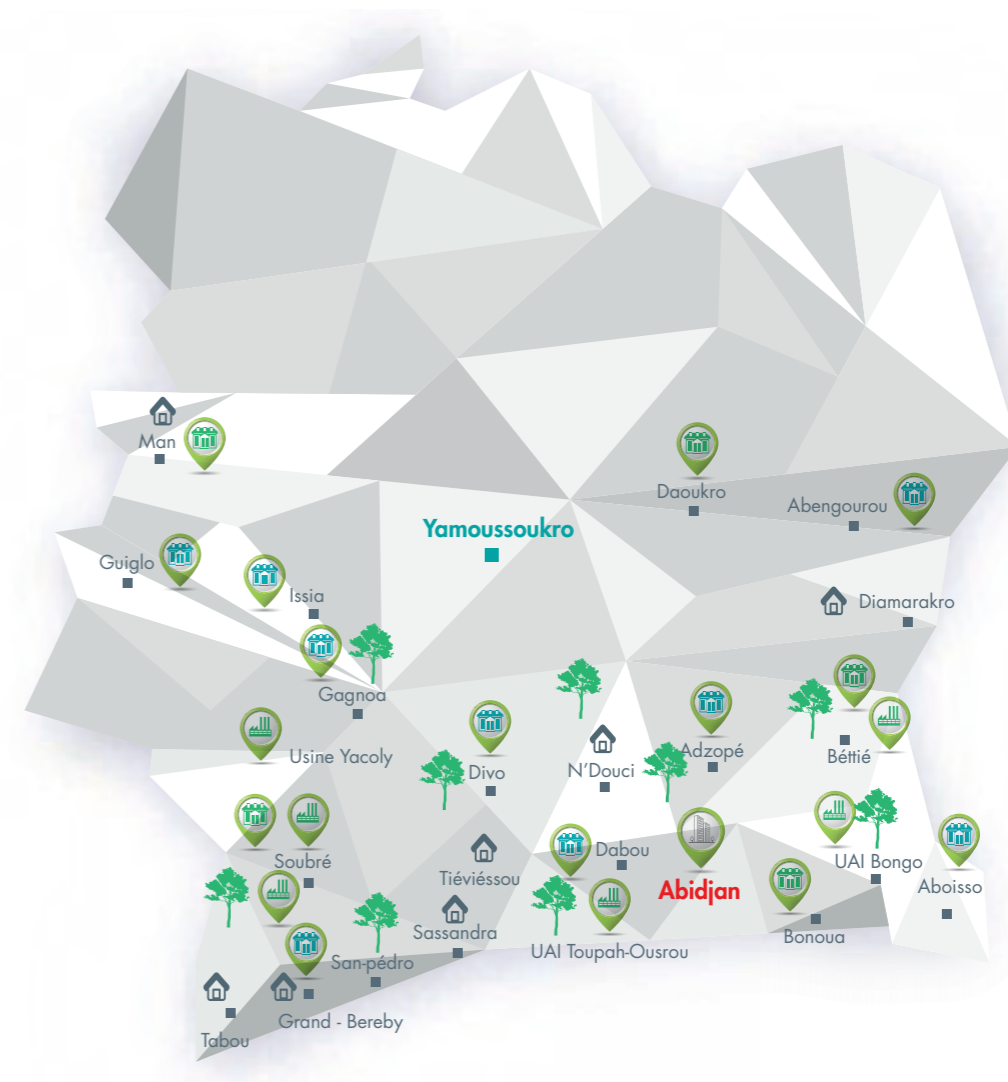 Man
Daoukro
Abengourou
Yamoussoukro
Guiglo
Issia
Diamarakro
Gagnoa
Usine Yacoly
Divo
N'Douci
Adzopé
Béttié
Soubré
Tiéviéssou
Dabou
UAI Bongo
Abidjan
Aboisso
Sassandra
UAI Toupah-Ousrou
Bonoua
San-pédro
Grand - Bereby
Tabou